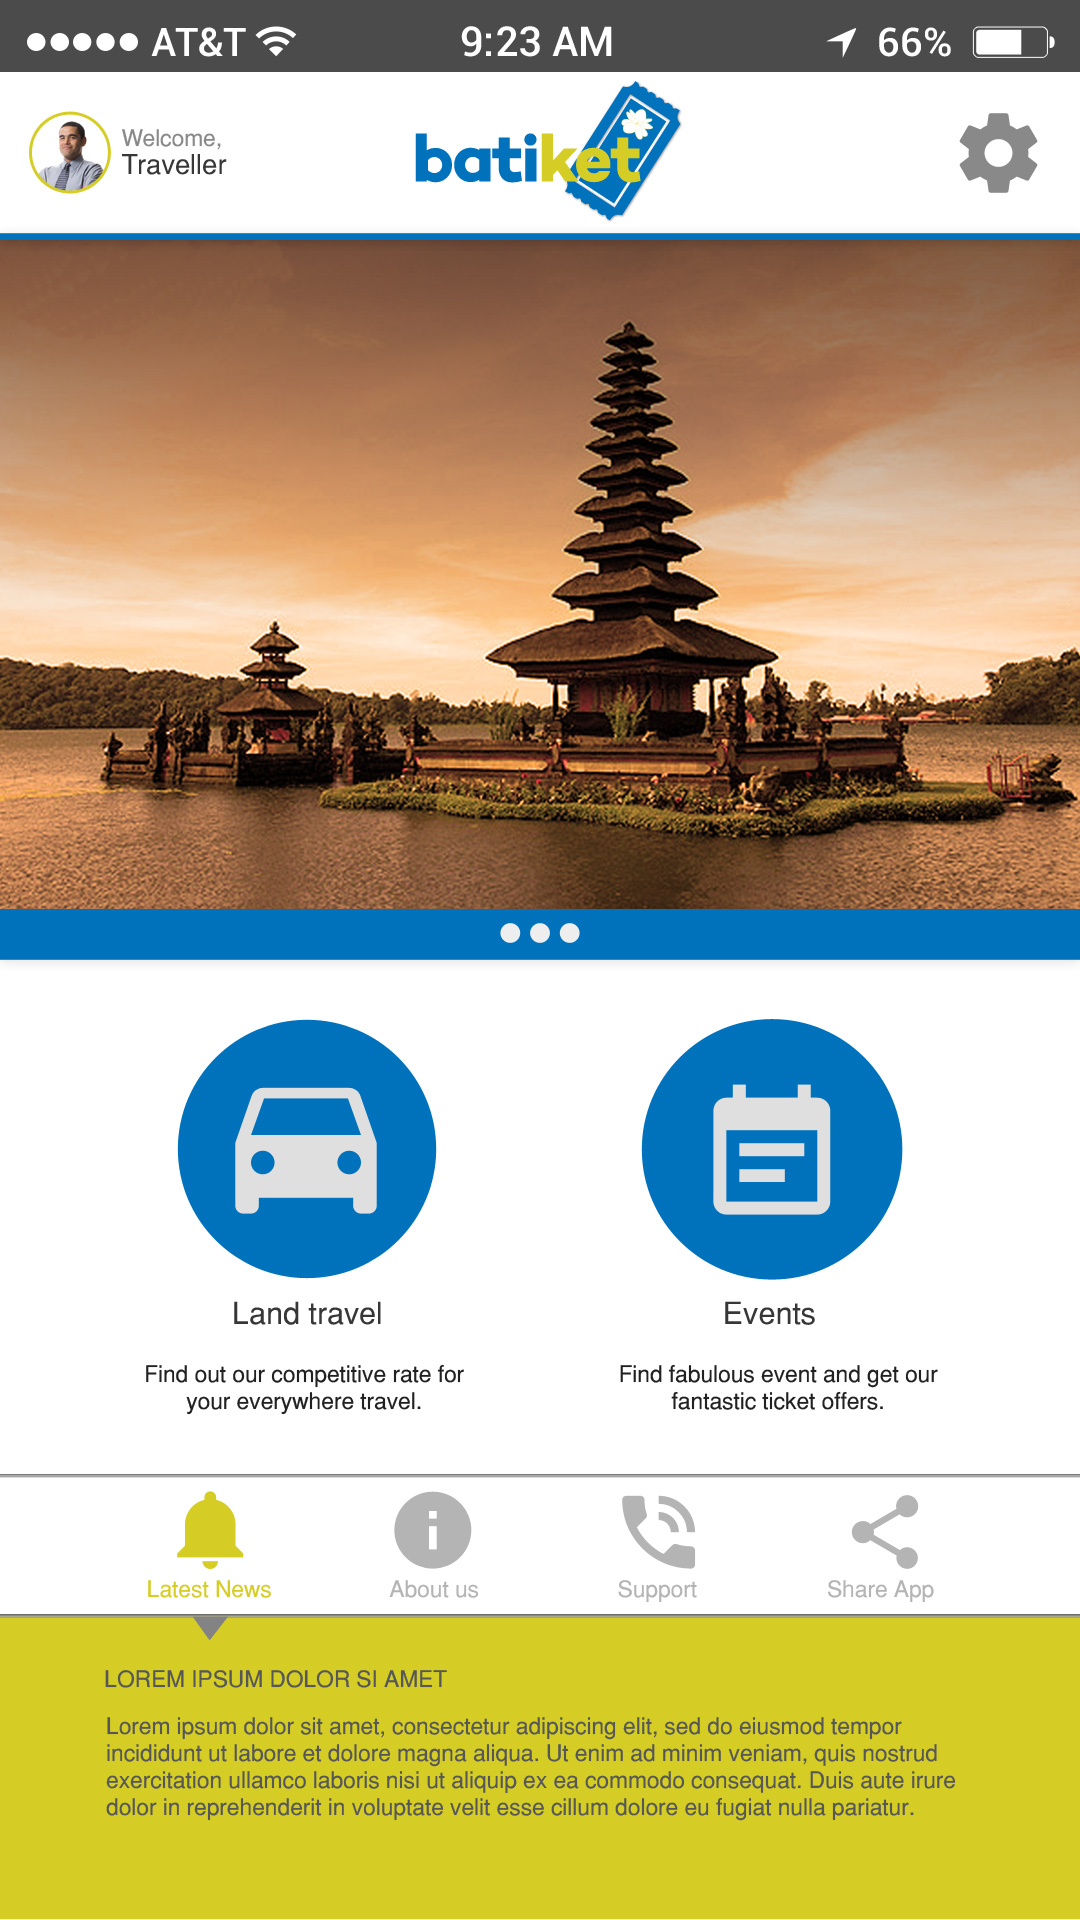 AT&T 9:23 AM 66%
Welcome,
Traveller
batiket
Land travel
Find out our competitive rate for
your everywhere travel.
Events
Find fabulous event and get our
fantastic ticket offers.
Latest News About us Support Share App
LOREM IPSUM DOLOR SI AMET
Lorem ipsum dolor sit amet, consectetur adipiscing elit, sed do eiusmod tempor
incididunt ut labore et dolore magna aliqua. Ut enim ad minim veniam, quis nostrud
exercitation ullamco laboris nisi ut aliquip ex ea commodo consequat. Duis aute irure
dolor in reprehenderit in voluptate velit esse cillum dolore eu fugiat nulla pariatur.